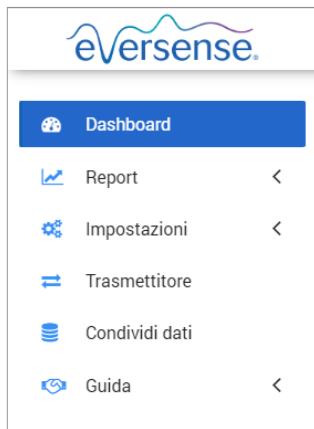 eversense.
Dashboard
Report
Impostazioni
Trasmettitore
Condividi dati
Guida